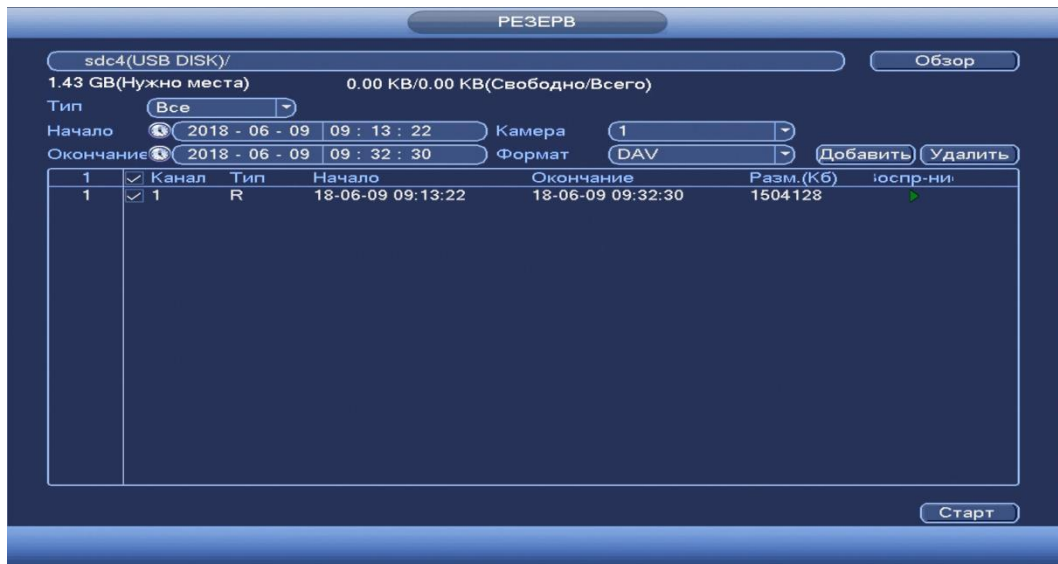 РЕЗЕРВ
sdc4(USB DISK)/ Обзор
1.43 GB(Нужно места) 0.00 KB/0.00 KB(Свободно/Всего)
Тип Все
Начало 2018 - 06 - 09 09 : 13 : 22 Камера 1
Окончание 2018 - 06 - 09 09 : 32 : 30 Формат DAV Добавить Удалить
1 Канал Тип Начало Окончание Разм.(Кб) оспр-ни
1 1 R 18-06-09 09:13:22 18-06-09 09:32:30 1504128
Старт